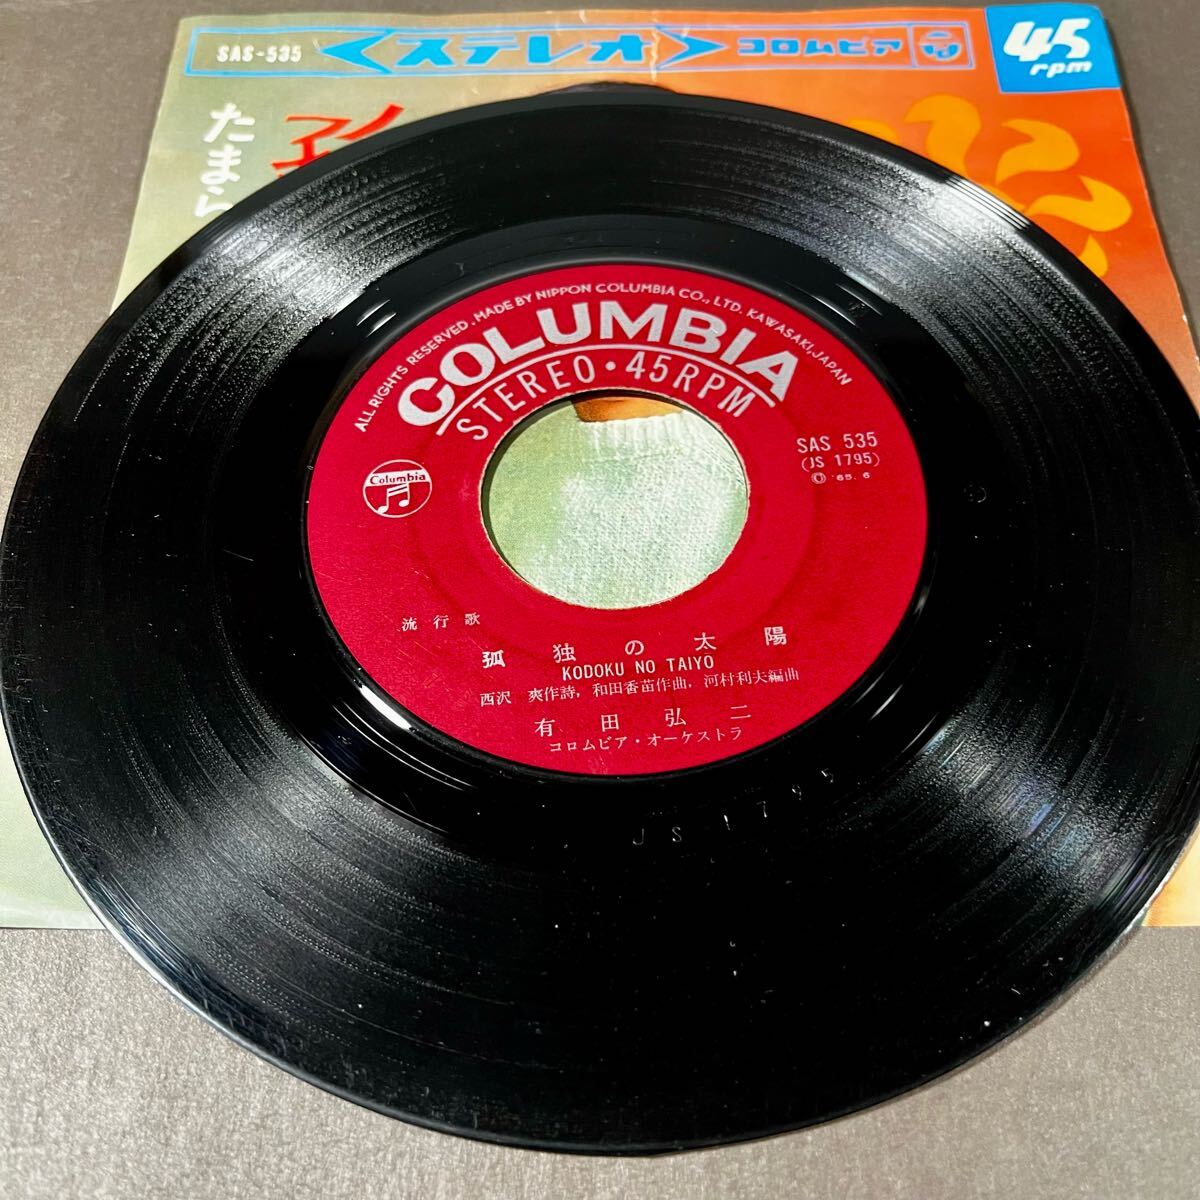 SAS-535 <ステレオ> コロムビア
45
rpm
たまら
ALL RIGHTS RESERVED. MADE BY NIPPON COLUMBIA CO., LTD. KAWASAKI, JAPAN
COLUMBIA
STEREO・45RPM
Columbia
SAS 535
(JS 1795)
Ⓟ '65. 6
流行歌
孤独の太陽
KODOKU NO TAIYO
西沢 爽作詩, 和田香苗作曲, 河村利夫編曲
有田弘二
コロムビア・オーケストラ
JS 1795